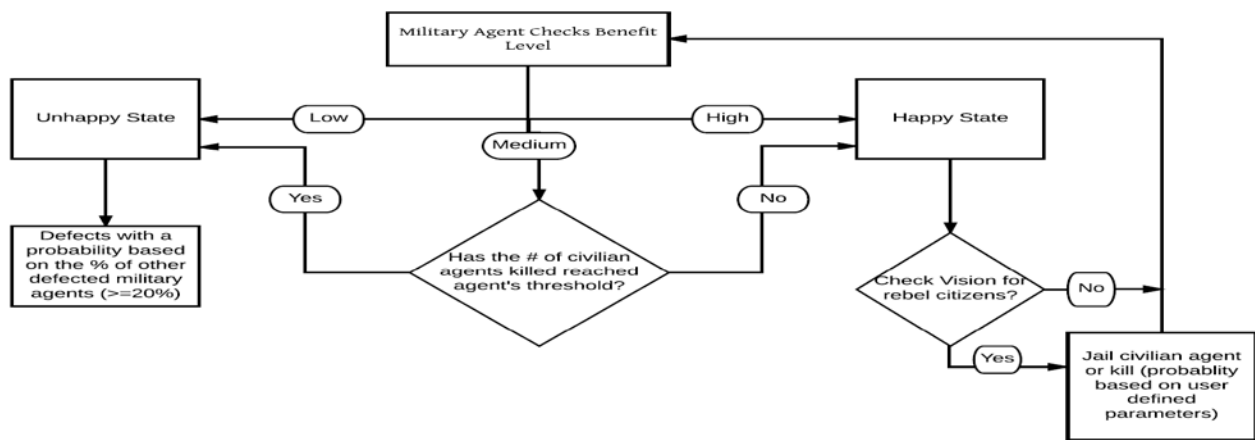 Military Agent Checks Benefit
Level
Unhappy State
Low
High
Happy State
Medium
Yes
No
Defects with a
probability based
on the % of other
defected military
agents (>=20%)
Has the # of civilian
agents killed reached
agent's threshold?
Check Vision for
rebel citizens?
No
Yes
Jail civilian agent
or kill (probablity
based on user
defined
parameters)